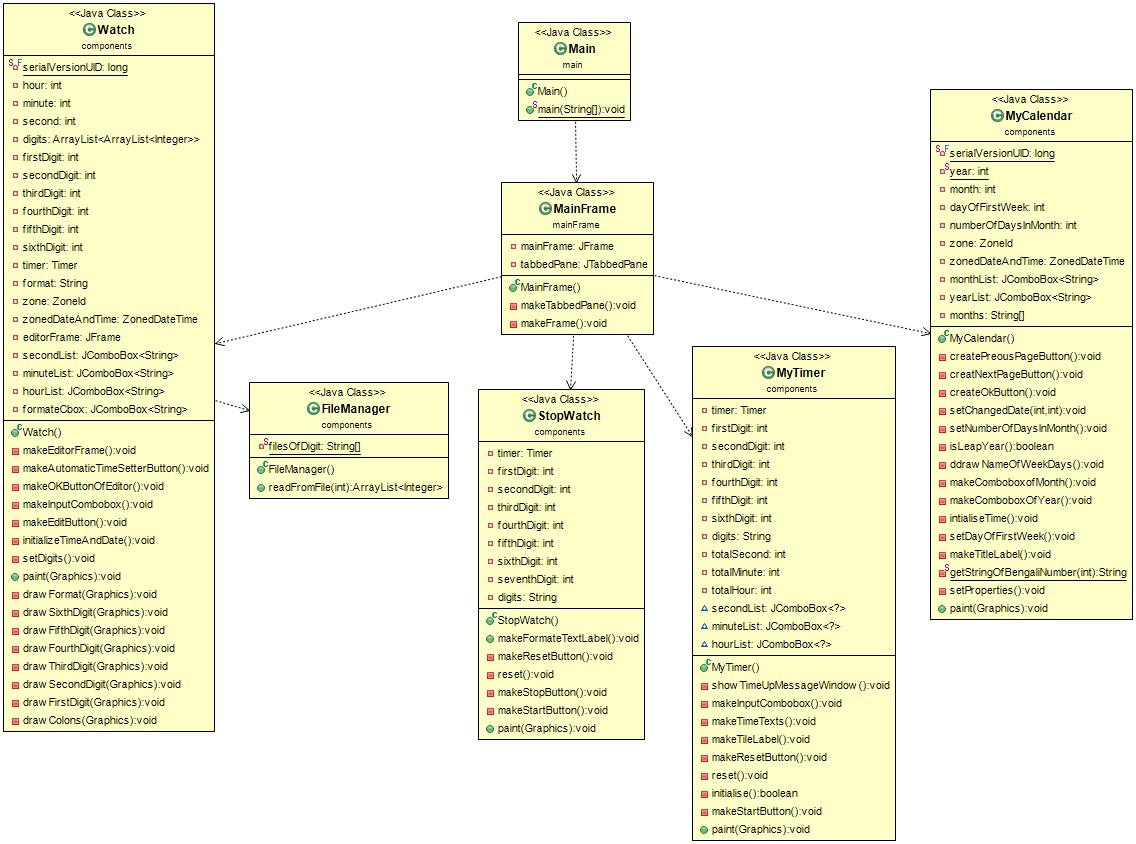 <<Java Class>>
Watch
components
serialVersionUID: long
hour: int
minute: int
second: int
digits: ArrayList<ArrayList<Integer>>
firstDigit: int
secondDigit: int
thirdDigit: int
fourthDigit: int
fifthDigit: int
sixthDigit: int
timer: Timer
format: String
zone: ZoneId
zonedDateAndTime: ZonedDateTime
editorFrame: JFrame
secondList: JComboBox<String>
minuteList: JComboBox<String>
hourList: JComboBox<String>
formateCbox: JComboBox<String>
Watch()
makeEditorFrame():void
makeAutomaticTimeSetterButton():void
makeOKButtonOfEditor():void
makeInputCombobox():void
makeEditButton():void
initializeTimeAndDate():void
setDigits():void
paint(Graphics):void
draw Format(Graphics):void
draw SixthDigit(Graphics):void
draw FifthDigit(Graphics):void
draw FourthDigit(Graphics):void
draw ThirdDigit(Graphics):void
draw SecondDigit(Graphics):void
draw FirstDigit(Graphics):void
draw Colons(Graphics):void
<<Java Class>>
FileManager
components
filesOfDigit: String[]
FileManager()
readFromFile(int):ArrayList<Integer>
<<Java Class>>
Main
main
Main()
main(String[]):void
<<Java Class>>
MainFrame
mainFrame
mainFrame: JFrame
tabbedPane: JTabbedPane
MainFrame()
makeTabbedPane():void
makeFrame():void
<<Java Class>>
StopWatch
components
timer: Timer
firstDigit: int
secondDigit: int
thirdDigit: int
fourthDigit: int
fifthDigit: int
sixthDigit: int
seventhDigit: int
digits: String
StopWatch()
makeFormateTextLabel():void
makeResetButton():void
reset():void
makeStopButton():void
makeStartButton():void
paint(Graphics):void
<<Java Class>>
MyTimer
components
timer: Timer
firstDigit: int
secondDigit: int
thirdDigit: int
fourthDigit: int
fifthDigit: int
sixthDigit: int
digits: String
totalSecond: int
totalMinute: int
totalHour: int
secondList: JComboBox<?>
minuteList: JComboBox<?>
hourList: JComboBox<?>
MyTimer()
show TimeUpMessageWindow ():void
makeInputCombobox():void
makeTimeTexts():void
makeTileLabel():void
makeResetButton():void
reset():void
initialise():boolean
makeStartButton():void
paint(Graphics):void
<<Java Class>>
MyCalendar
components
serialVersionUID: long
year: int
month: int
dayOfFirstWeek: int
numberOfDaysInMonth: int
zone: ZoneId
zonedDateAndTime: ZonedDateTime
monthList: JComboBox<String>
yearList: JComboBox<String>
months: String[]
MyCalendar()
createPreousPageButton():void
creatNextPageButton():void
createOkButton():void
setChangedDate(int,int):void
setNumberOfDaysInMonth():void
isLeapYear():boolean
ddraw NameOfWeekDays():void
makeComboboxofMonth():void
makeComboboxOfYear():void
intialiseTime():void
setDayOfFirstWeek():void
makeTitleLabel():void
getStringOfBengaliNumber(int):String
setProperties():void
paint(Graphics):void